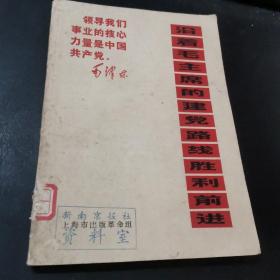 领导我们
事业的核心
力量是中国
共产党。
毛泽东
沿着毛主席的建党路线胜利前进
新南京报社
上海市出版革命组
资料室